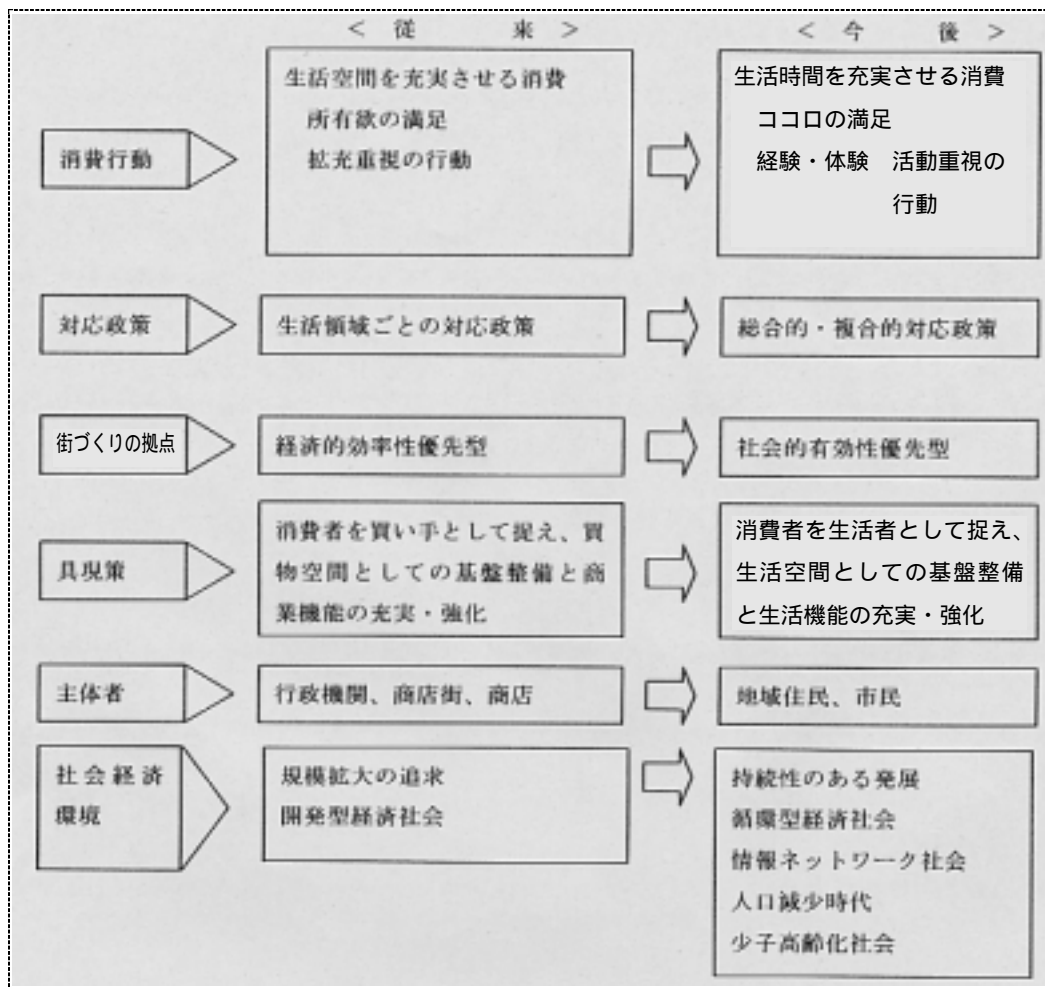 ＜従来＞ ＜今後＞
消費行動
生活空間を充実させる消費
所有欲の満足
拡充重視の行動
生活時間を充実させる消費
ココロの満足
経験・体験 活動重視の
行動
対応政策
生活領域ごとの対応政策
総合的・複合的対応政策
街づくりの拠点
経済的効率性優先型
社会的有効性優先型
具現策
消費者を買い手として捉え、買
物空間としての基盤整備と商
業機能の充実・強化
消費者を生活者として捉え、
生活空間としての基盤整備
と生活機能の充実・強化
主体者
行政機関、商店街、商店
地域住民、市民
社会経済
環境
規模拡大の追求
開発型経済社会
持続性のある発展
循環型経済社会
情報ネットワーク社会
人口減少時代
少子高齢化社会